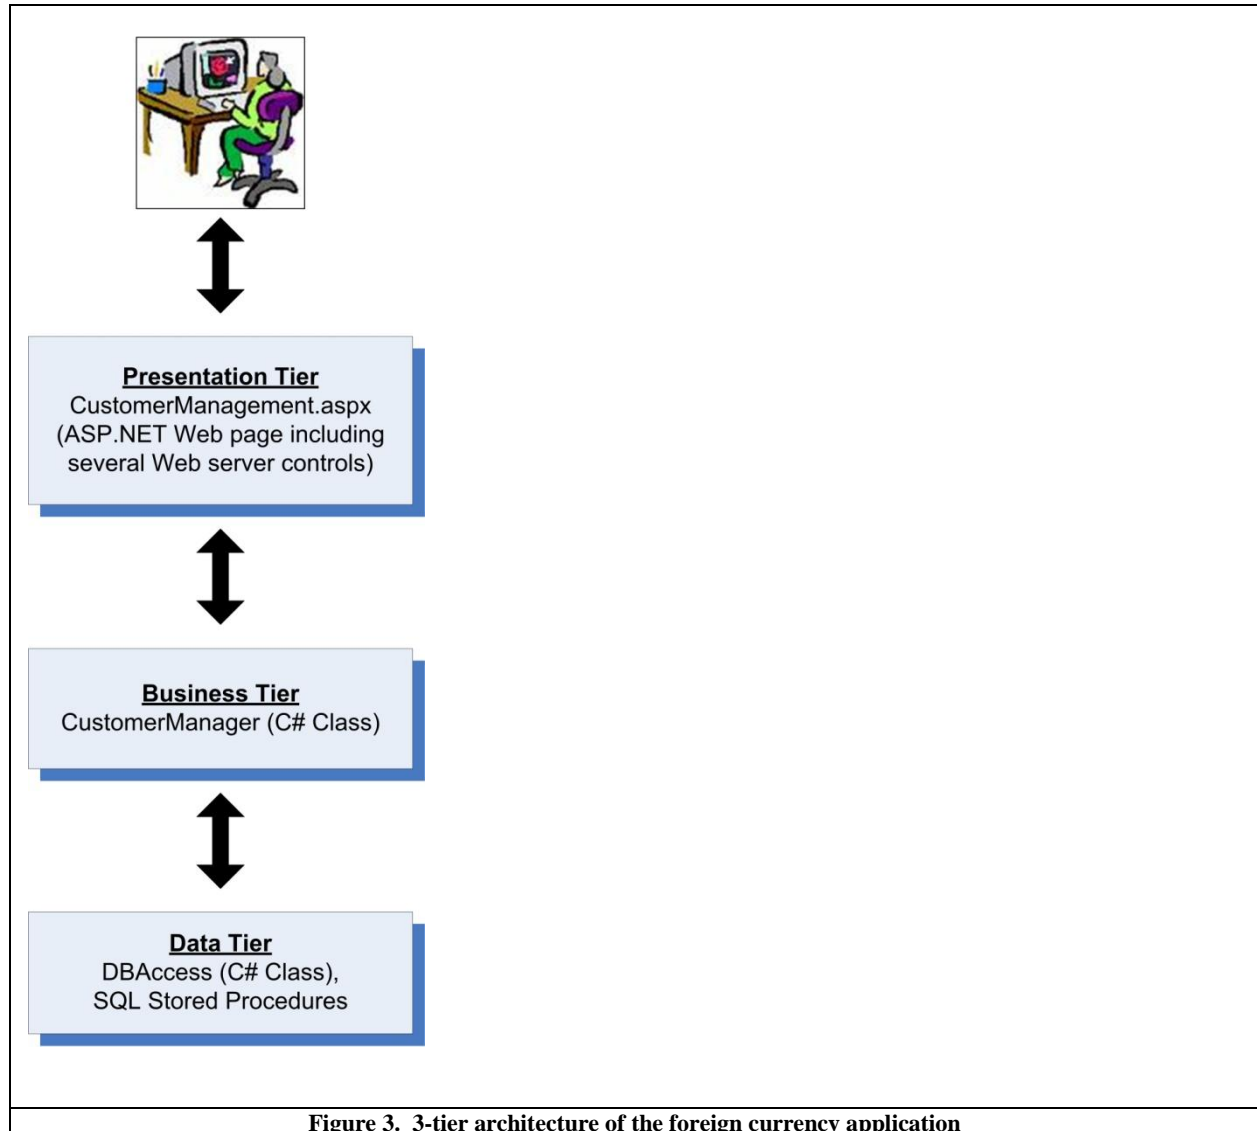 Presentation Tier
CustomerManagement.aspx
(ASP.NET Web page including
several Web server controls)
Business Tier
CustomerManager (C# Class)
Data Tier
DBAccess (C# Class),
SQL Stored Procedures
Figure 3. 3-tier architecture of the foreign currency application